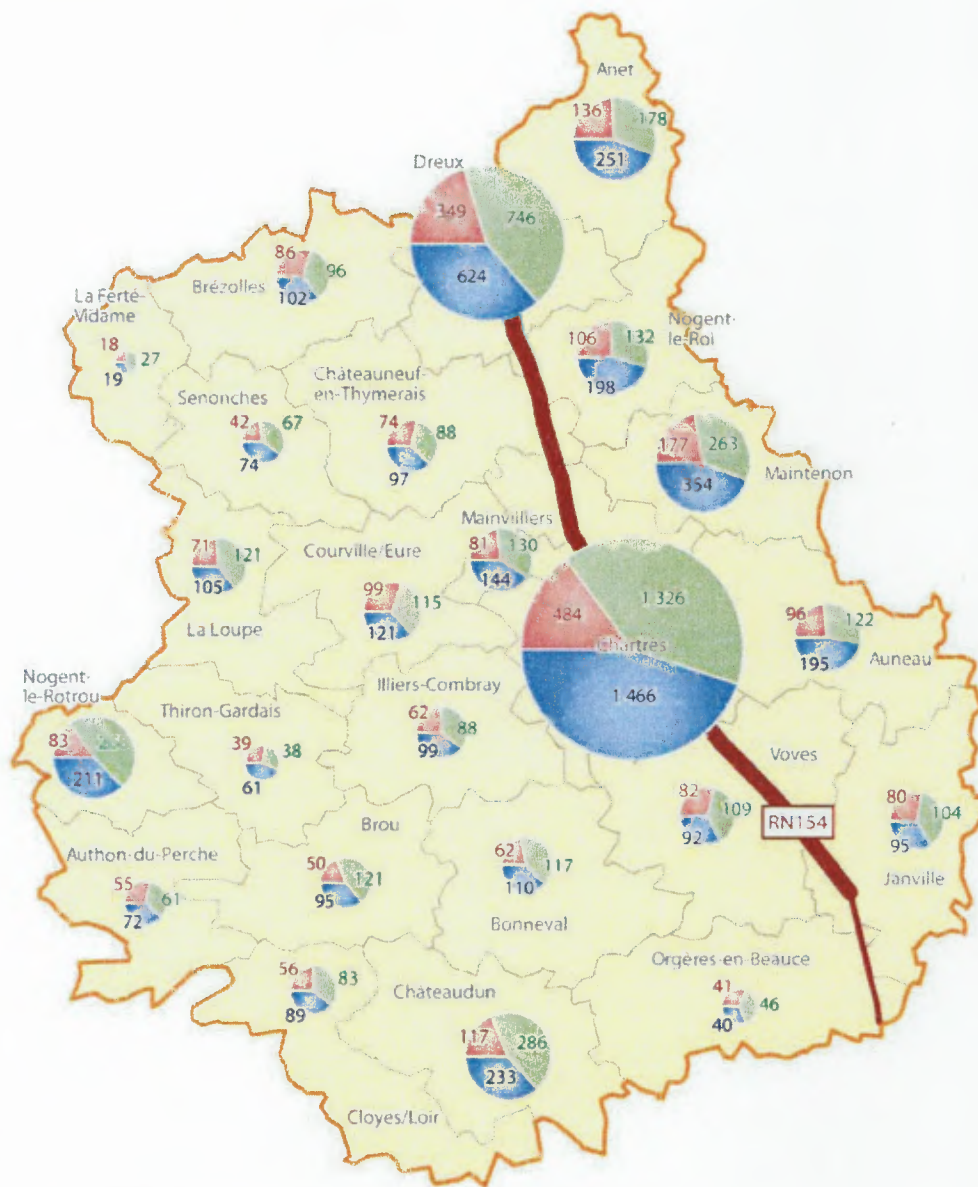 Anet
136
178
251
Dreux
349
746
624
86
96
Brézolles
102
La Ferté-
Vidame
18
27
19
Nogent-
le-Roi
106
132
198
Châteauneuf-
en-Thymerais
Senonches
42
67
74
74
88
97
177
263
Maintenon
354
Mainvilliers
81
130
144
Courville/Eure
71
121
105
99
115
121
La Loupe
1 326
484
Chartres
1 466
96
122
195
Auneau
Nogent-
le-Rotrou
83
211
Thiron-Gardais
39
38
61
Illiers-Combray
62
88
99
Voves
82
109
92
RN154
80
104
95
Janville
Brou
50
121
95
Authon-du-Perche
55
61
72
62
117
110
Bonneval
Orgères-en-Beauce
41
46
40
56
83
89
Châteaudun
117
286
233
Cloyes/Loir